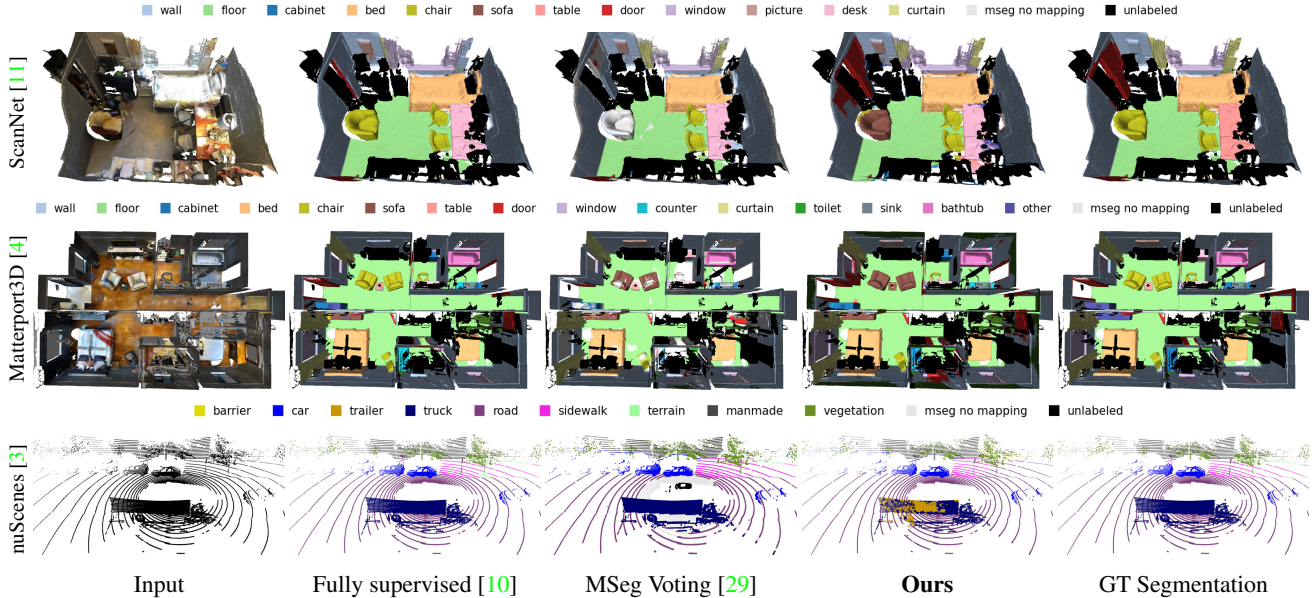 wall floor cabinet bed chair sofa table door window picture desk curtain mseg no mapping unlabeled
ScanNet [11]
wall floor cabinet bed chair sofa table door window counter curtain toilet sink bathtub other mseg no mapping unlabeled
Matterport3D [4]
barrier car trailer truck road sidewalk terrain manmade vegetation mseg no mapping unlabeled
nuScenes [3]
Input Fully supervised [10] MSeg Voting [29] Ours GT Segmentation